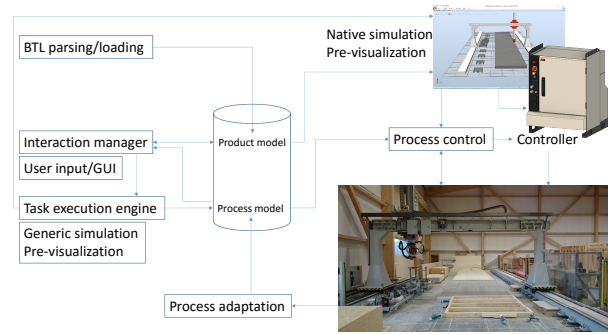 BTL parsing/loading
Native simulation
Pre-visualization
Interaction manager
Product model
Process control
Controller
User input/GUI
Task execution engine
Process model
Generic simulation
Pre-visualization
Process adaptation